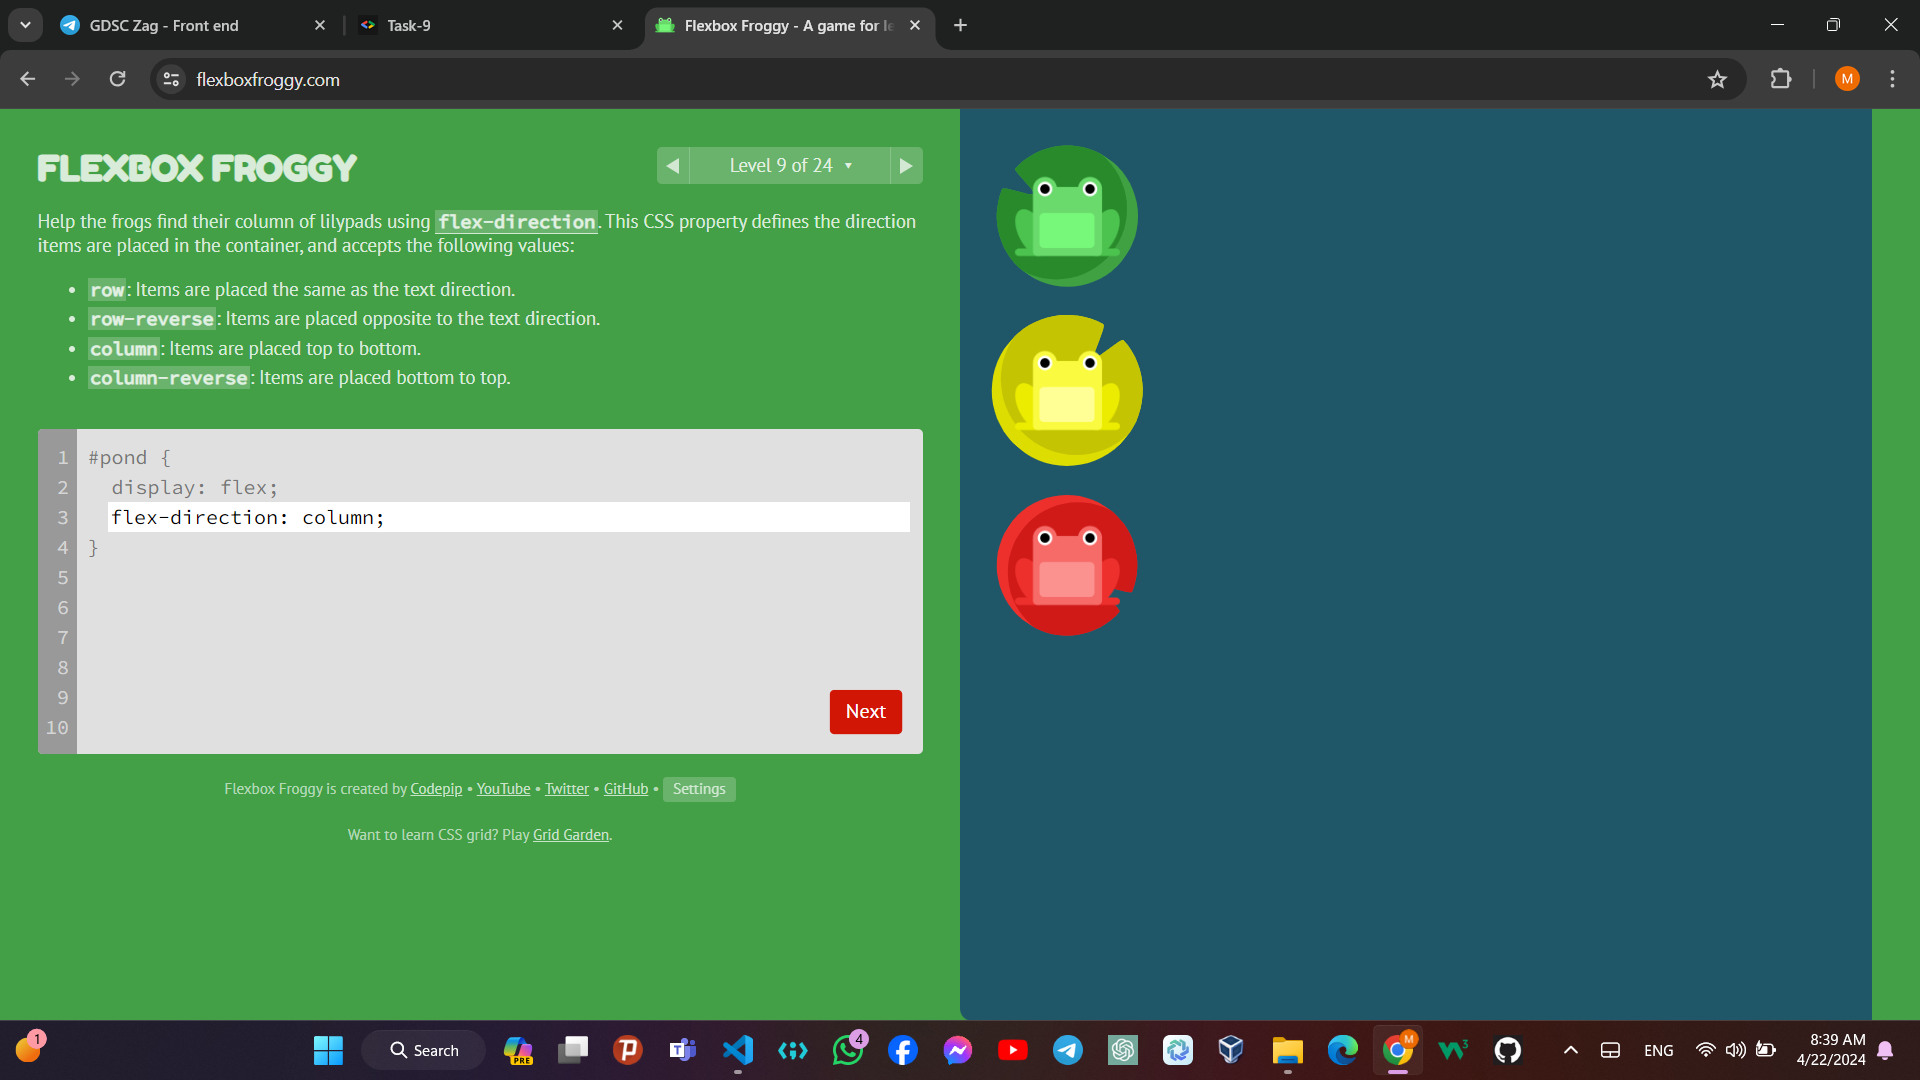 GDSC Zag - Front end
Task-9
Flexbox Froggy - A game for le
flexboxfroggy.com
M
FLEXBOX FROGGY
Level 9 of 24
Help the frogs find their column of lilypads using flex-direction. This CSS property defines the direction
items are placed in the container, and accepts the following values:
• row: Items are placed the same as the text direction.
• row-reverse: Items are placed opposite to the text direction.
• column: Items are placed top to bottom.
• column-reverse: Items are placed bottom to top.
1 #pond {
2 display: flex;
3 flex-direction: column;
4 }
5
6
7
8
9
10
Next
Flexbox Froggy is created by Codepip • YouTube • Twitter • GitHub • Settings
Want to learn CSS grid? Play Grid Garden.
1
Search
PRE
4
M
ENG
8:39 AM
4/22/2024